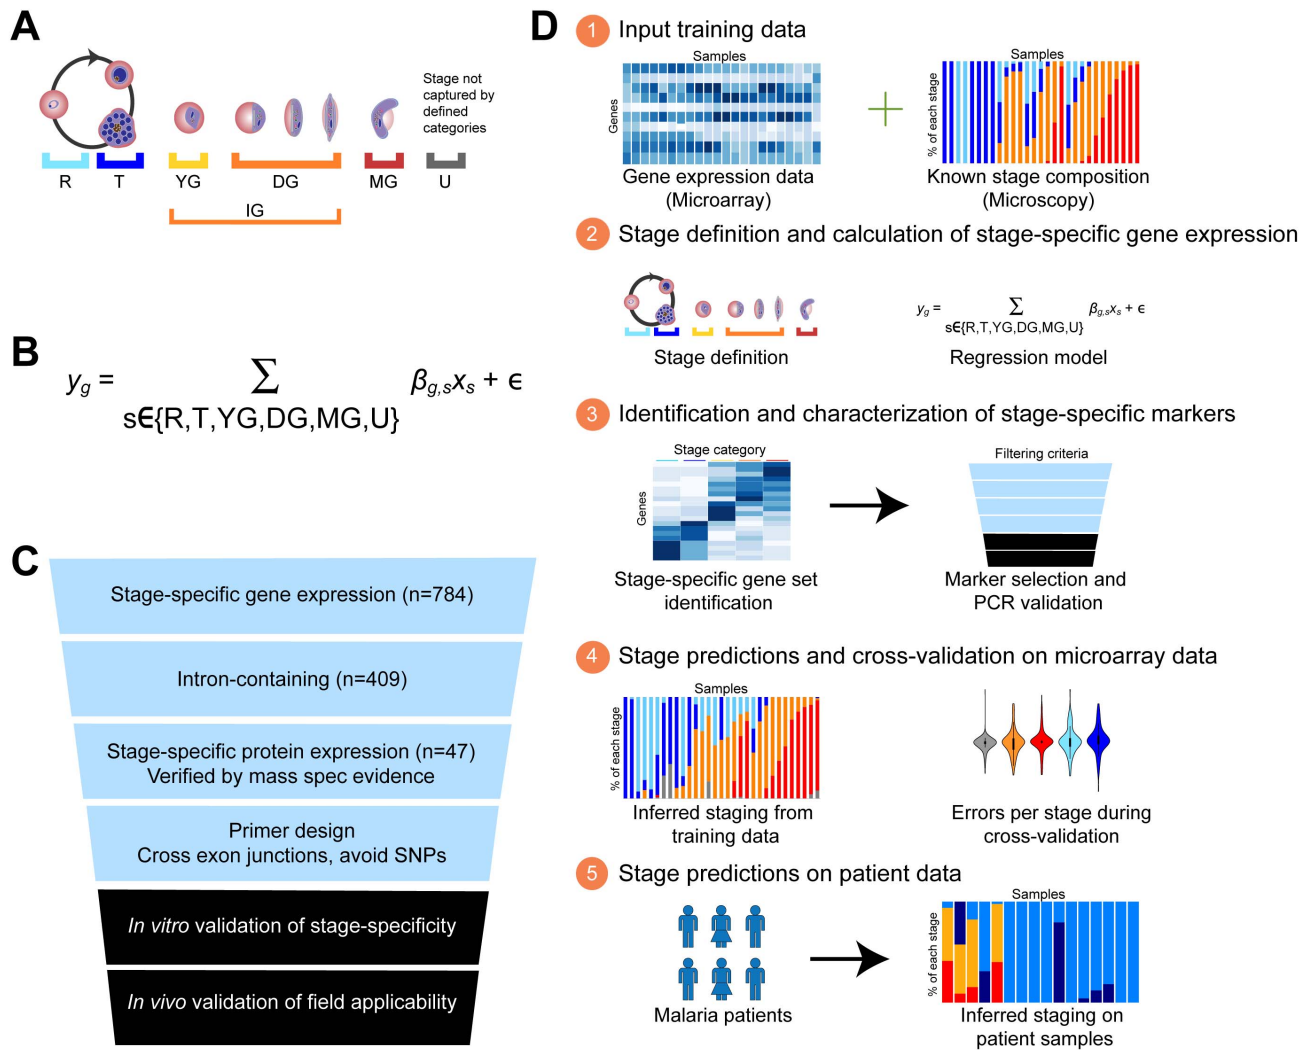 A
Stage not
captured by
defined
categories
R
T
YG
DG
MG
U
IG
B
yg = ∑ βg,sxs + ϵ
s∈{R,T,YG,DG,MG,U}
C
Stage-specific gene expression (n=784)
Intron-containing (n=409)
Stage-specific protein expression (n=47)
Verified by mass spec evidence
Primer design
Cross exon junctions, avoid SNPs
In vitro validation of stage-specificity
In vivo validation of field applicability
D
1 Input training data
Samples
Genes
Gene expression data
(Microarray)
+
Samples
% of each stage
Known stage composition
(Microscopy)
2 Stage definition and calculation of stage-specific gene expression
Stage definition
yg = ∑ βg,sxs + ϵ
s∈{R,T,YG,DG,MG,U}
Regression model
3 Identification and characterization of stage-specific markers
Stage category
Genes
Stage-specific gene set
identification
Filtering criteria
Marker selection and
PCR validation
4 Stage predictions and cross-validation on microarray data
Samples
% of each stage
Inferred staging from
training data
Errors per stage during
cross-validation
5 Stage predictions on patient data
Malaria patients
Samples
% of each stage
Inferred staging on
patient samples